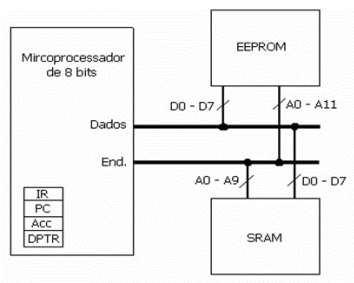 Mircoprocessador
de 8 bits
EEPROM
D0 - D7
A0 - A11
Dados
End.
A0 - A9
D0 - D7
IR
PC
Acc
DPTR
SRAM